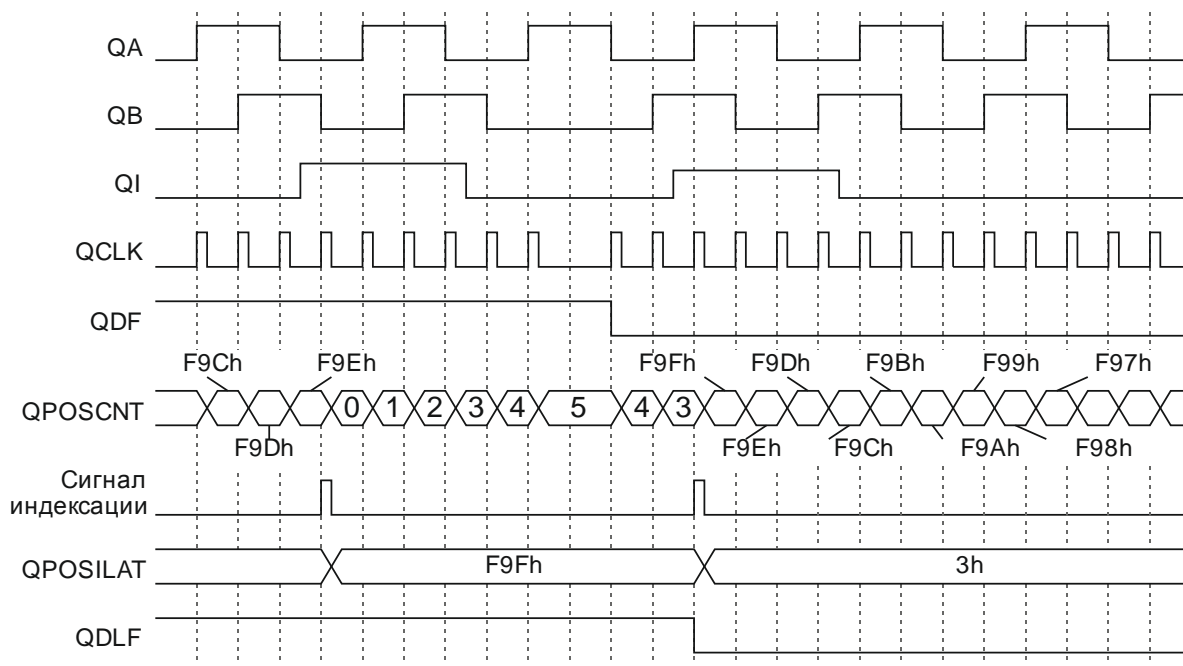 QA
QB
QI
QCLK
QDF
F9Ch F9Eh F9Fh F9Dh F9Bh F99h F97h
QPOSCNT 0 1 2 3 4 5 4 3
F9Dh F9Eh F9Ch F9Ah F98h
Сигнал
индексации
QPOSILAT F9Fh 3h
QDLF